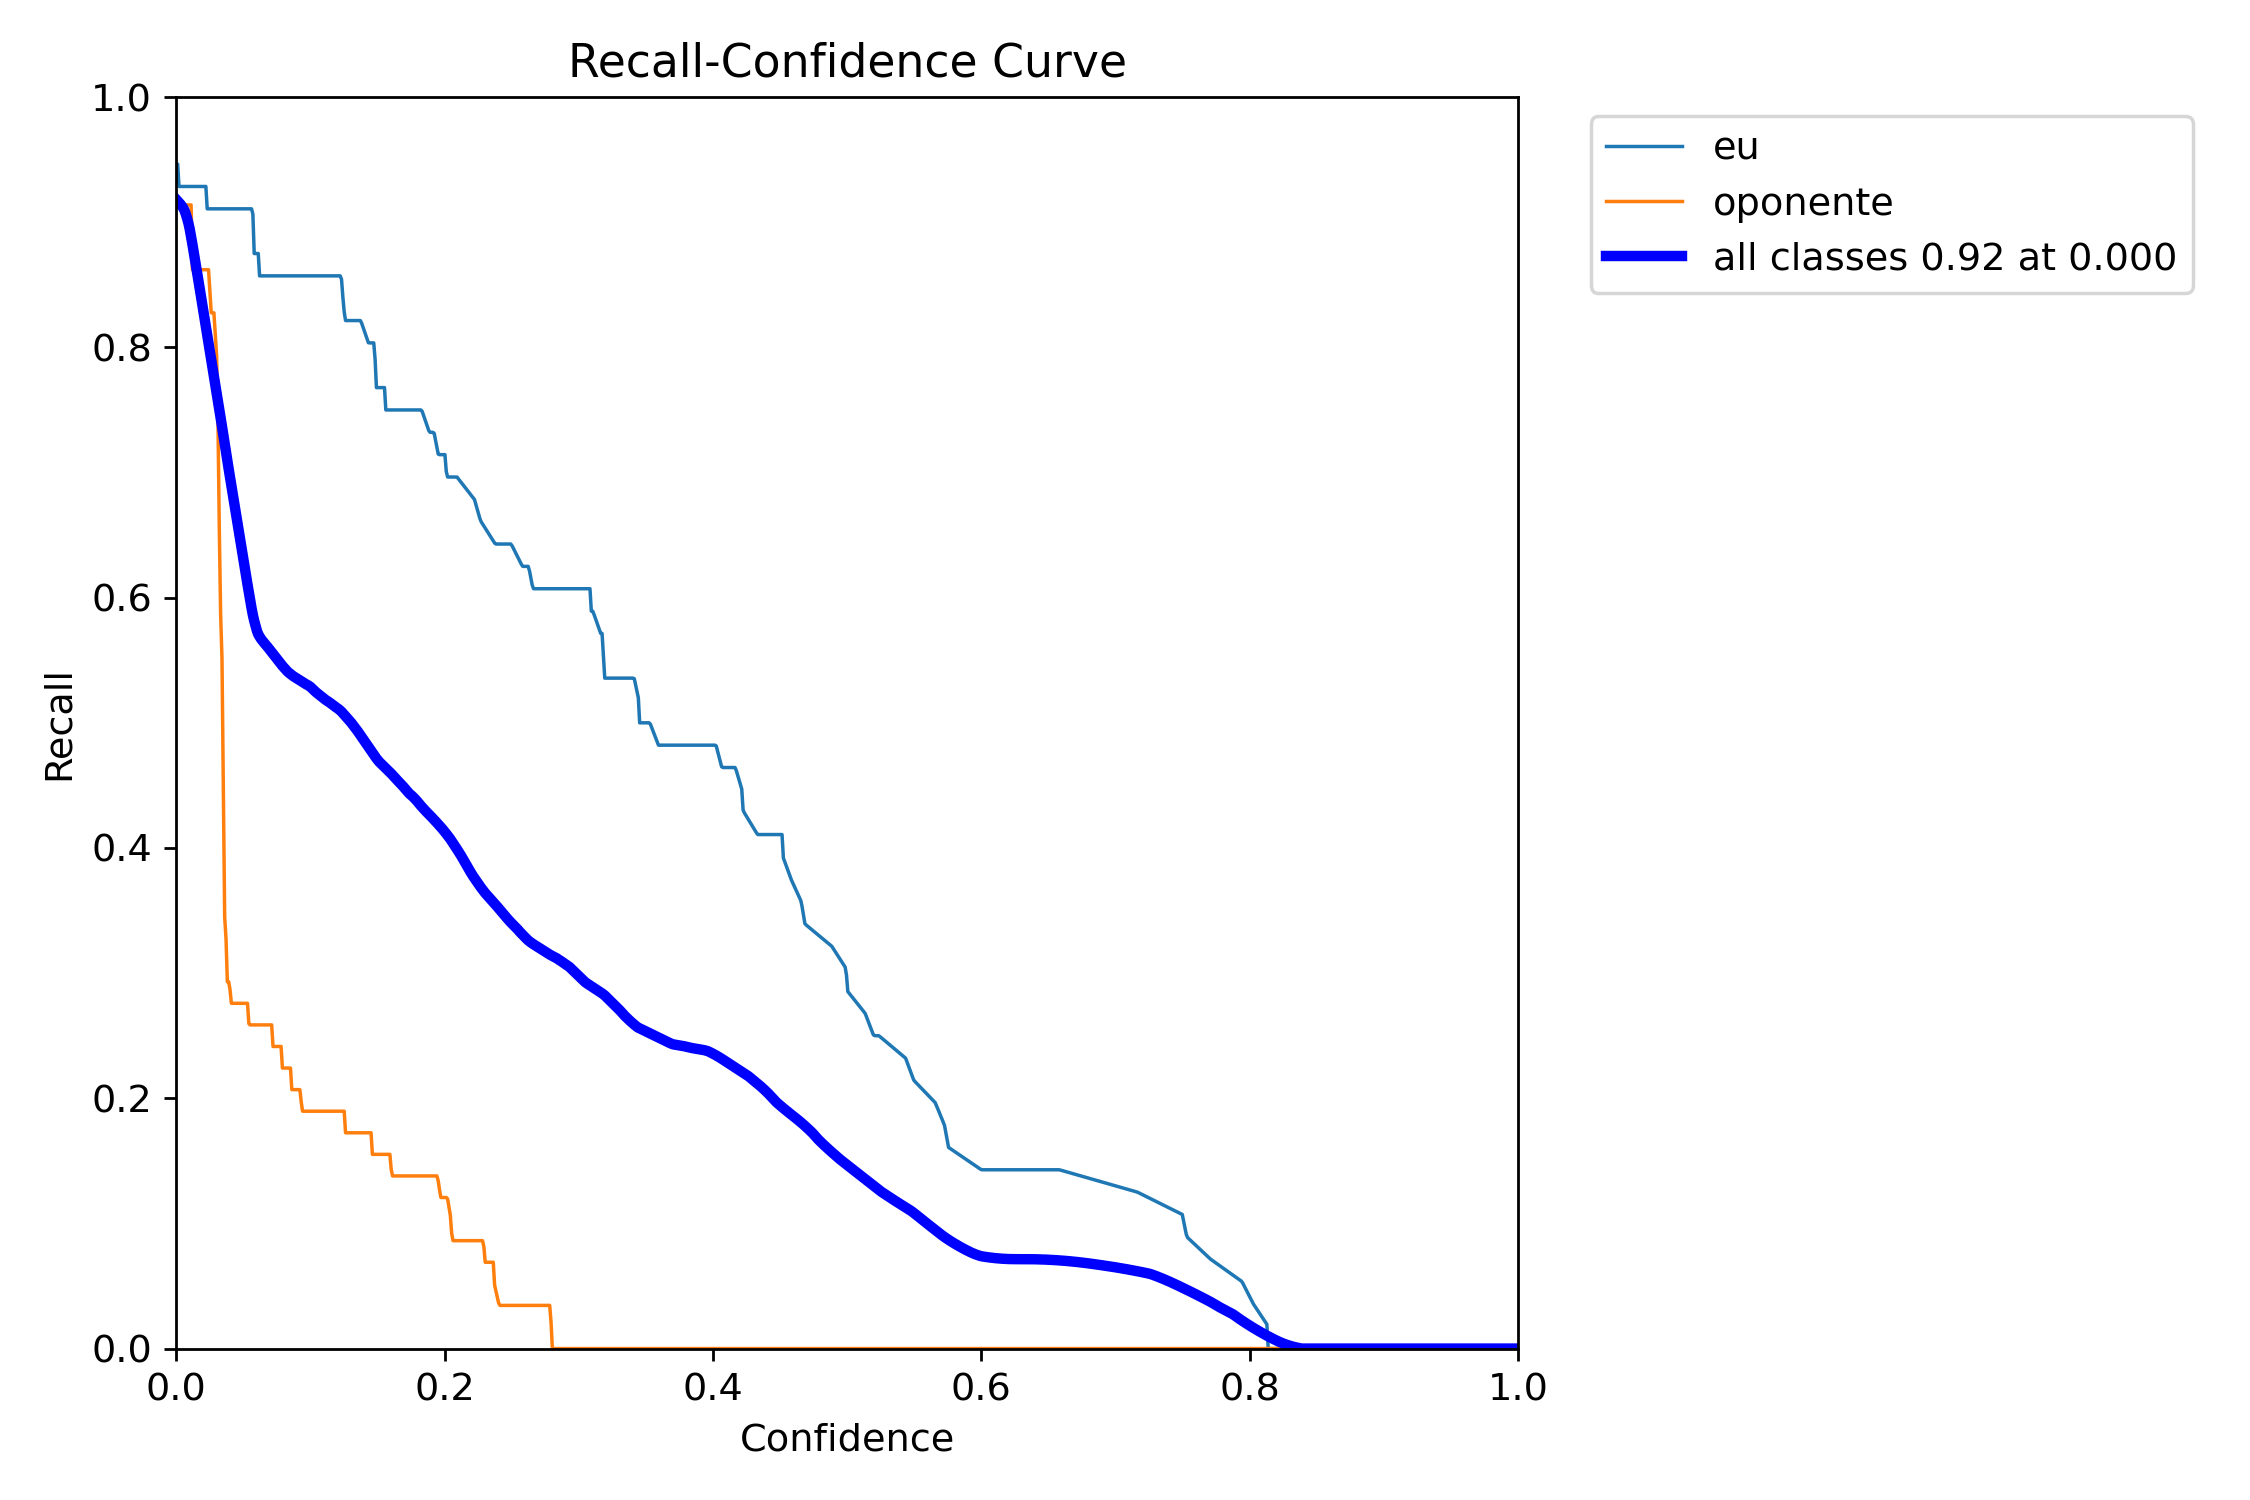 Recall-Confidence Curve
1.0
0.8
0.6
0.4
0.2
0.0
Recall
0.0 0.2 0.4 0.6 0.8 1.0
Confidence
eu
oponente
all classes 0.92 at 0.000